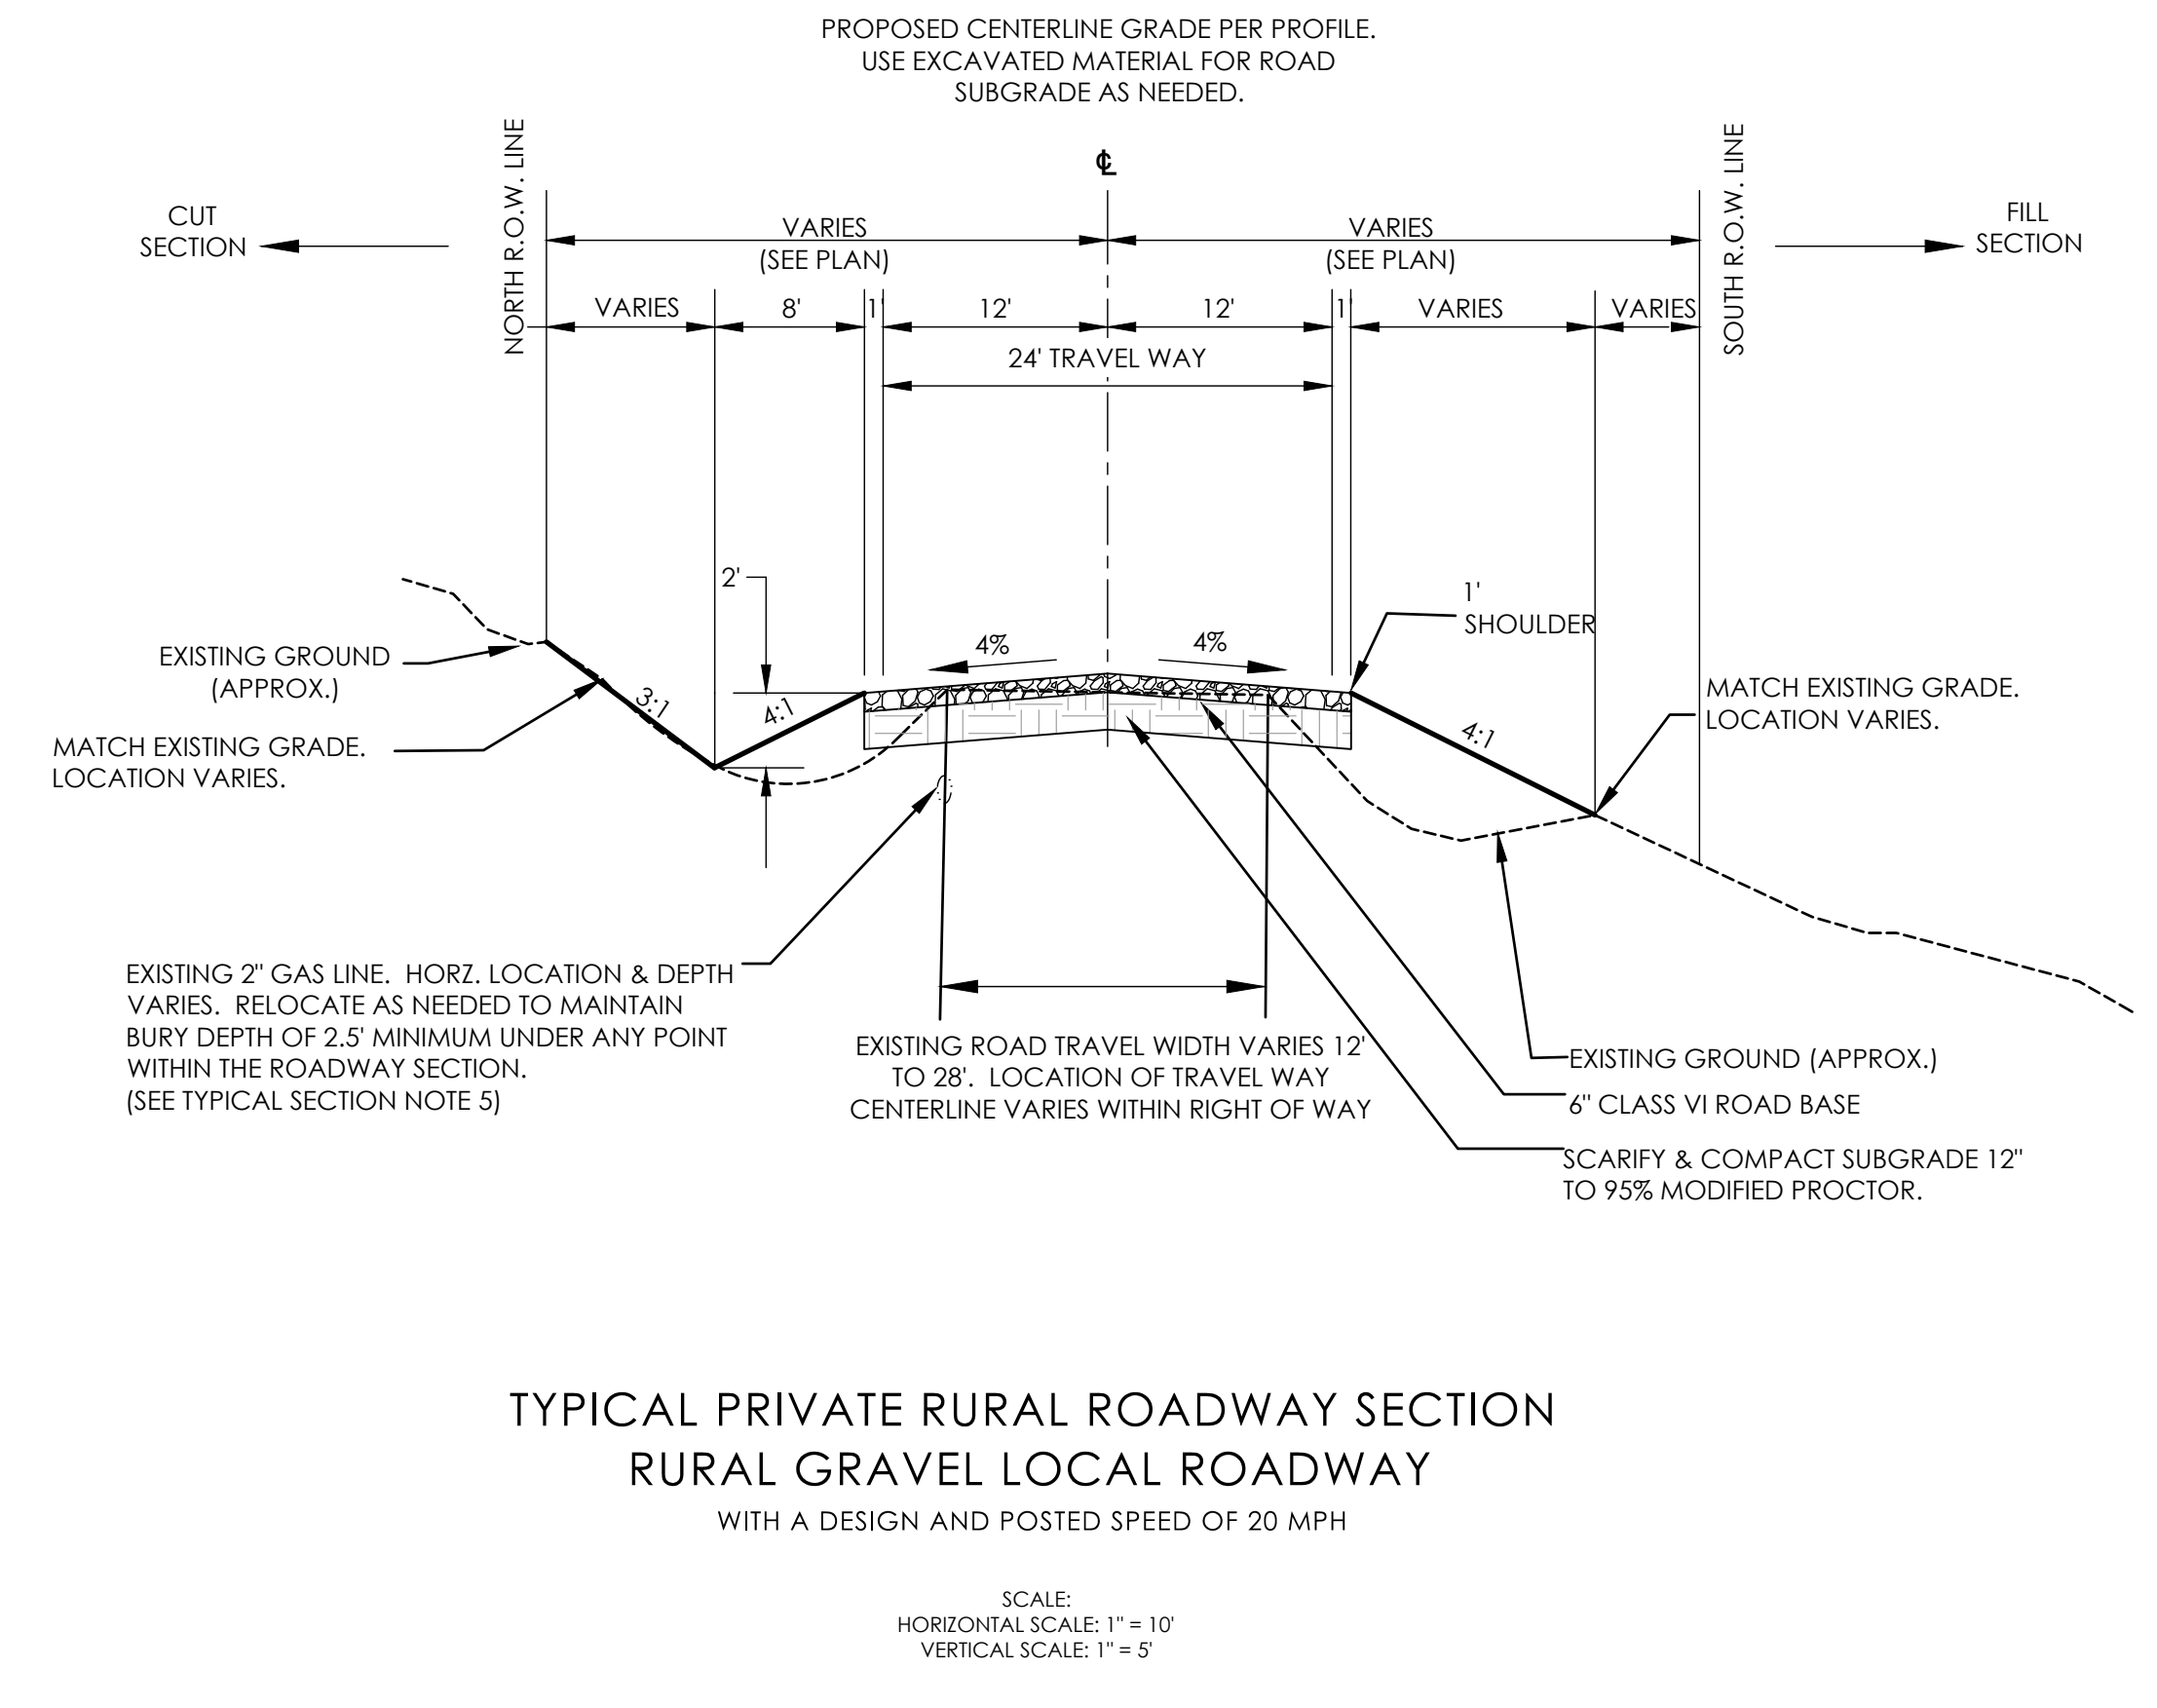 PROPOSED CENTERLINE GRADE PER PROFILE.
USE EXCAVATED MATERIAL FOR ROAD
SUBGRADE AS NEEDED.
NORTH R.O.W. LINE
SOUTH R.O.W. LINE
℄
CUT
SECTION
FILL
SECTION
VARIES
(SEE PLAN)
VARIES
(SEE PLAN)
VARIES
8'
1'
12'
12'
1'
VARIES
VARIES
24' TRAVEL WAY
2'
1'
SHOULDER
4%
4%
EXISTING GROUND
(APPROX.)
3:1
4:1
4:1
MATCH EXISTING GRADE.
LOCATION VARIES.
MATCH EXISTING GRADE.
LOCATION VARIES.
EXISTING 2" GAS LINE. HORZ. LOCATION & DEPTH
VARIES. RELOCATE AS NEEDED TO MAINTAIN
BURY DEPTH OF 2.5' MINIMUM UNDER ANY POINT
WITHIN THE ROADWAY SECTION.
(SEE TYPICAL SECTION NOTE 5)
EXISTING ROAD TRAVEL WIDTH VARIES 12'
TO 28'. LOCATION OF TRAVEL WAY
CENTERLINE VARIES WITHIN RIGHT OF WAY
EXISTING GROUND (APPROX.)
6" CLASS VI ROAD BASE
SCARIFY & COMPACT SUBGRADE 12"
TO 95% MODIFIED PROCTOR.
TYPICAL PRIVATE RURAL ROADWAY SECTION
RURAL GRAVEL LOCAL ROADWAY
WITH A DESIGN AND POSTED SPEED OF 20 MPH
SCALE:
HORIZONTAL SCALE: 1" = 10'
VERTICAL SCALE: 1" = 5'